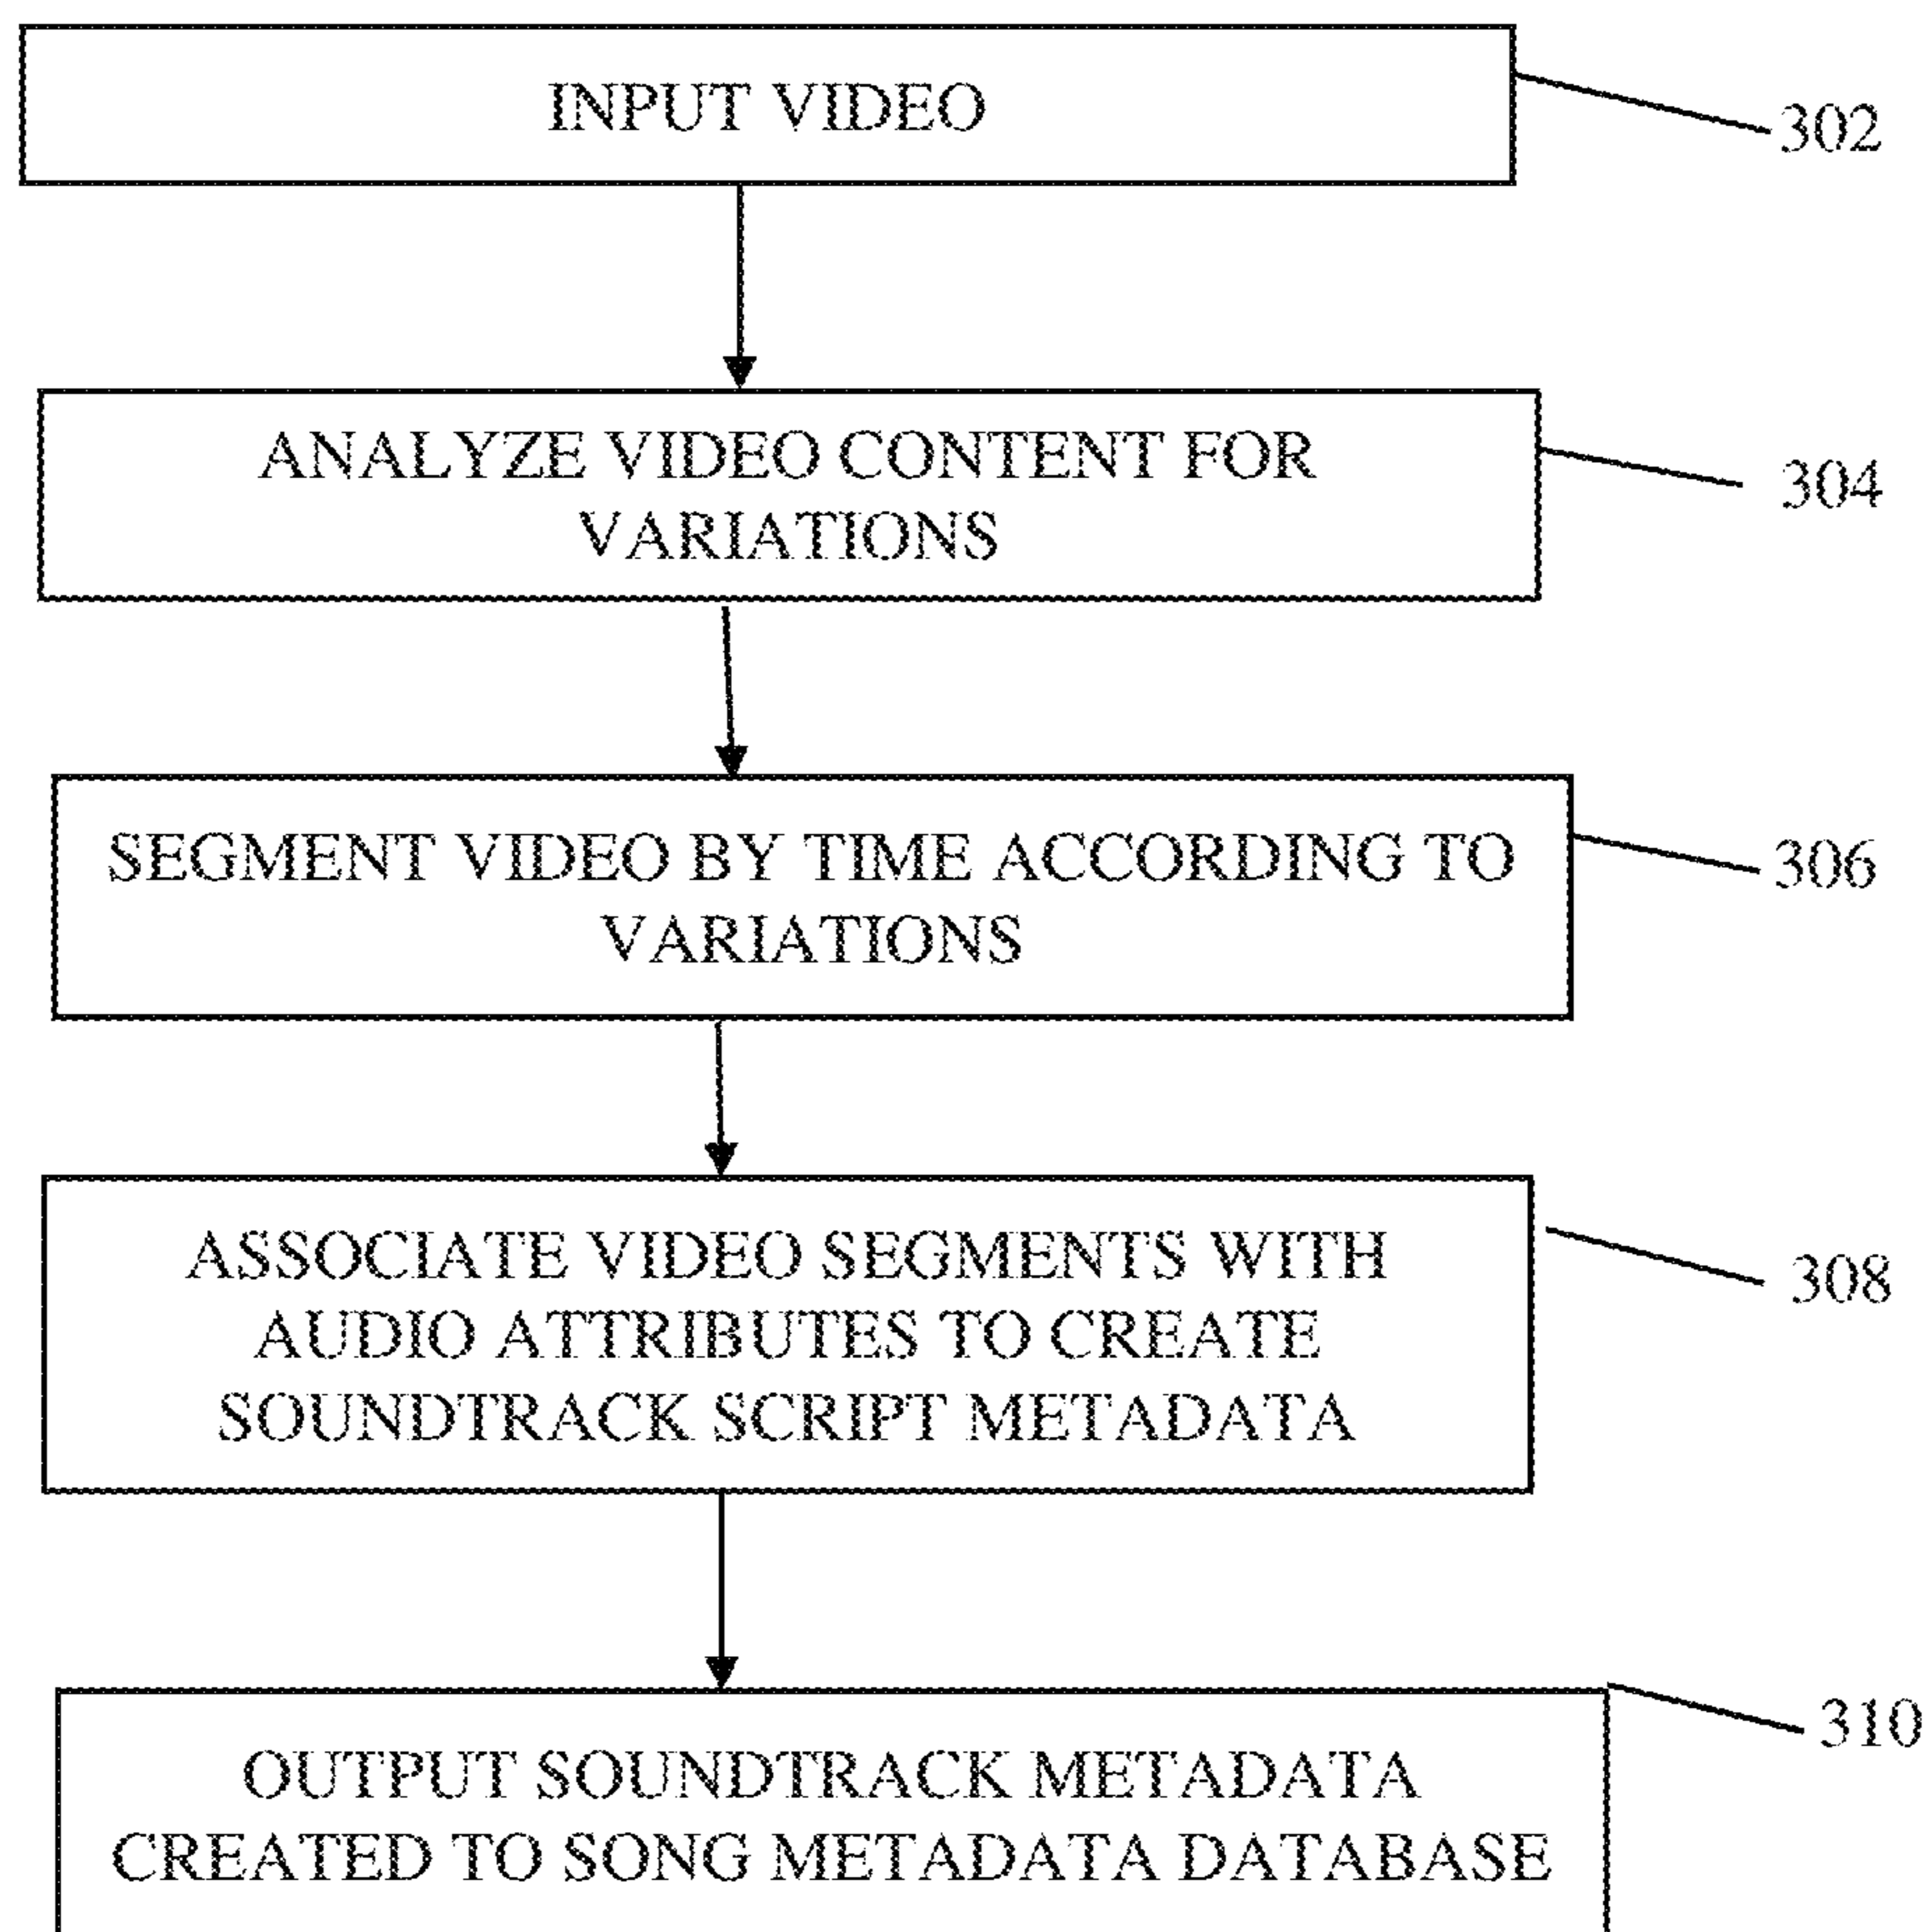 INPUT VIDEO
302
ANALYZE VIDEO CONTENT FOR
VARIATIONS
304
SEGMENT VIDEO BY TIME ACCORDING TO
VARIATIONS
306
ASSOCIATE VIDEO SEGMENTS WITH
AUDIO ATTRIBUTES TO CREATE
SOUNDTRACK SCRIPT METADATA
308
OUTPUT SOUNDTRACK METADATA
CREATED TO SONG METADATA DATABASE
310